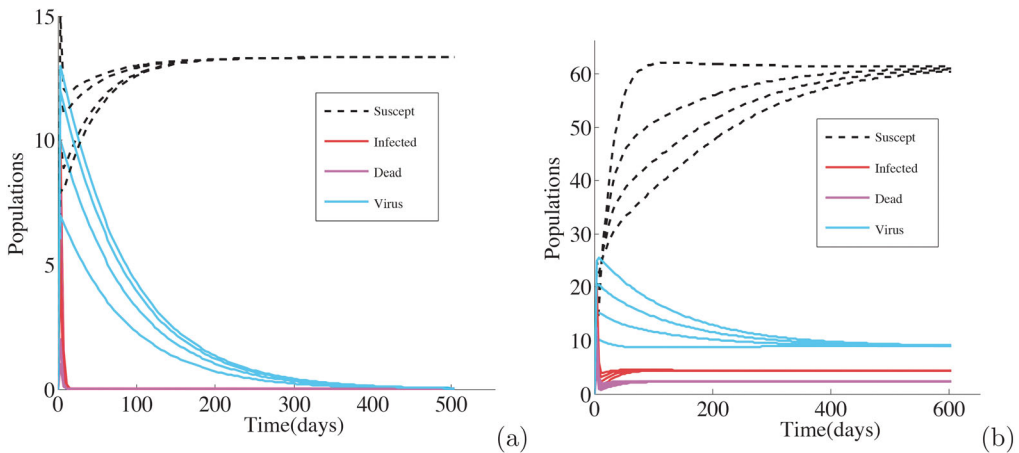 15
10
5
0
Populations
0 100 200 300 400 500
Time(days)
Suscept
Infected
Dead
Virus
(a)
60
50
40
30
20
10
0
Populations
0 200 400 600
Time(days)
Suscept
Infected
Dead
Virus
(b)